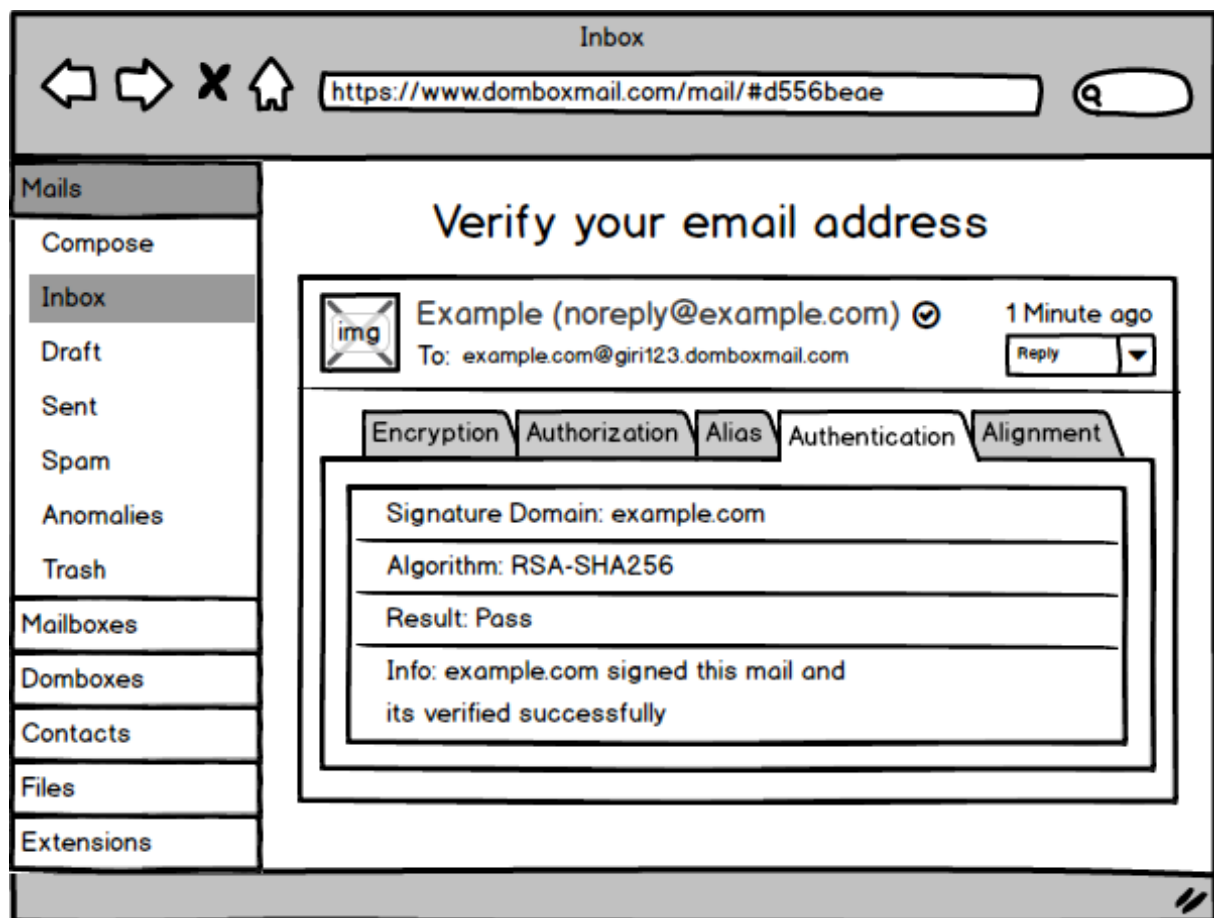 Inbox
https://www.domboxmail.com/mail/#d556beae
Mails
Compose
Inbox
Draft
Sent
Spam
Anomalies
Trash
Mailboxes
Domboxes
Contacts
Files
Extensions
Verify your email address
img
Example (noreply@example.com)
1 Minute ago
To: example.com@giri123.domboxmail.com
Reply
Encryption Authorization Alias Authentication Alignment
Signature Domain: example.com
Algorithm: RSA-SHA256
Result: Pass
Info: example.com signed this mail and
its verified successfully